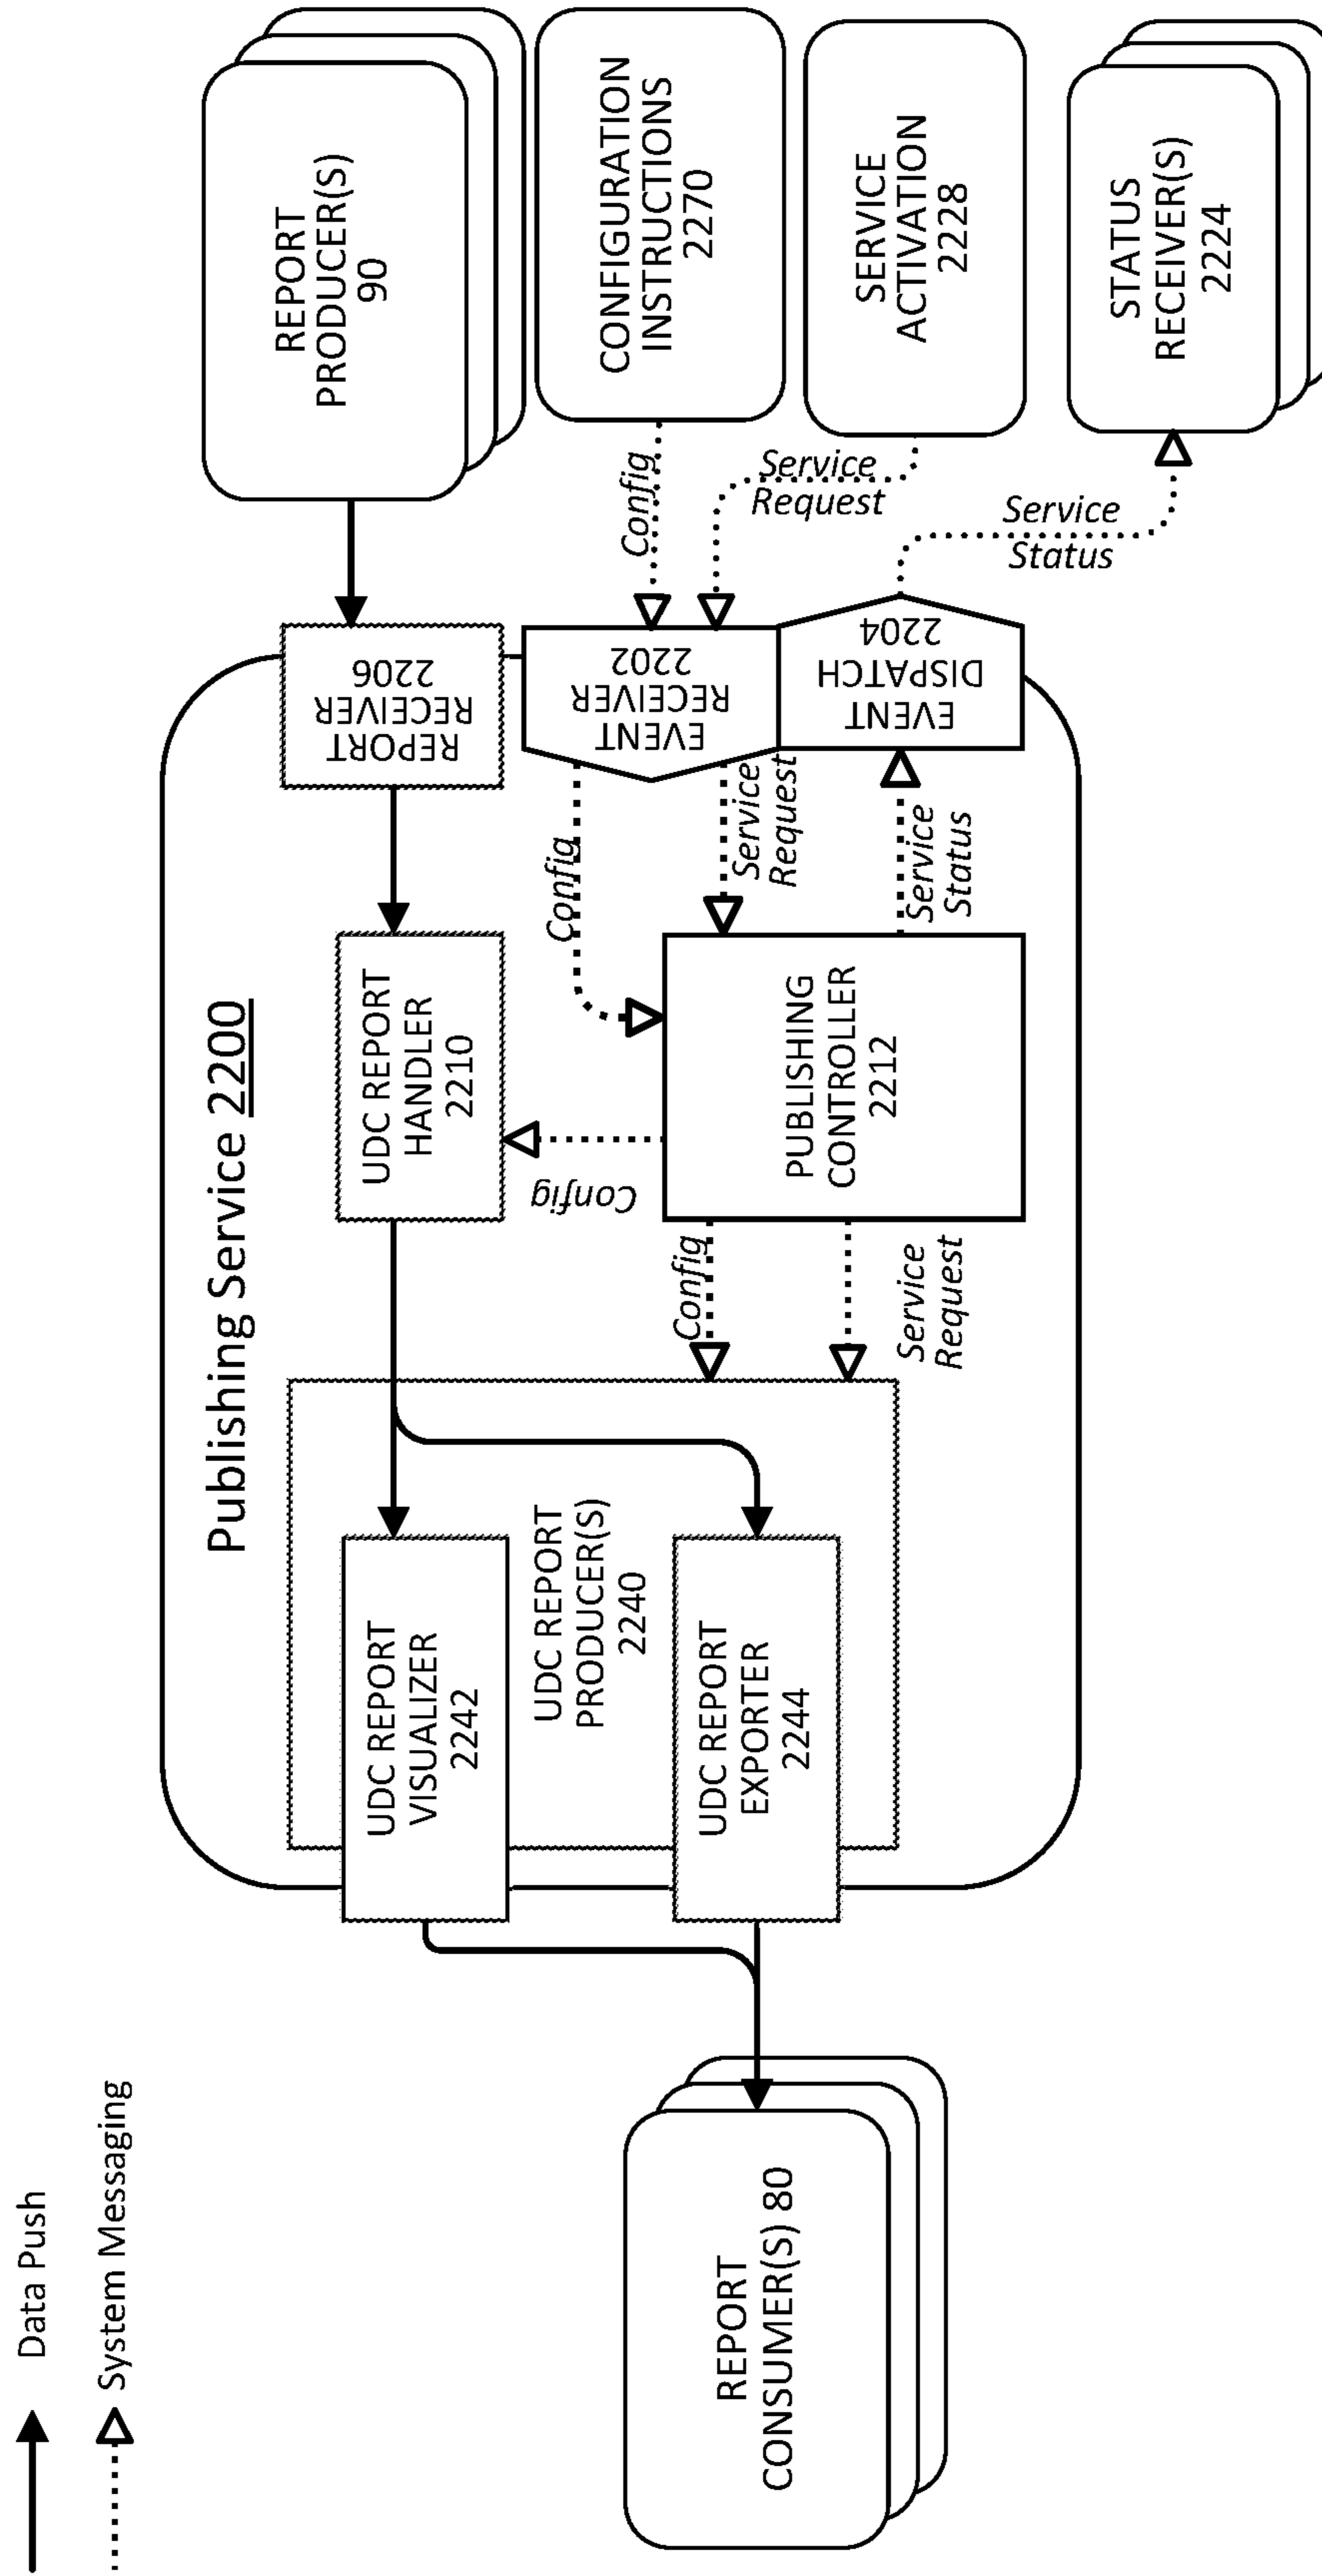 Data Push
System Messaging
Publishing Service 2200
REPORT
CONSUMER(S) 80
UDC REPORT
VISUALIZER
2242
UDC REPORT
PRODUCER(S)
2240
UDC REPORT
EXPORTER
2244
Config
Service
Request
UDC REPORT
HANDLER
2210
Config
PUBLISHING
CONTROLLER
2212
Config
Service
Request
Service
Status
REPORT
RECEIVER
2206
EVENT
RECEIVER
2202
EVENT
DISPATCH
2204
Config
Service
Request
Service
Status
REPORT
PRODUCER(S)
90
CONFIGURATION
INSTRUCTIONS
2270
SERVICE
ACTIVATION
2228
STATUS
RECEIVER(S)
2224